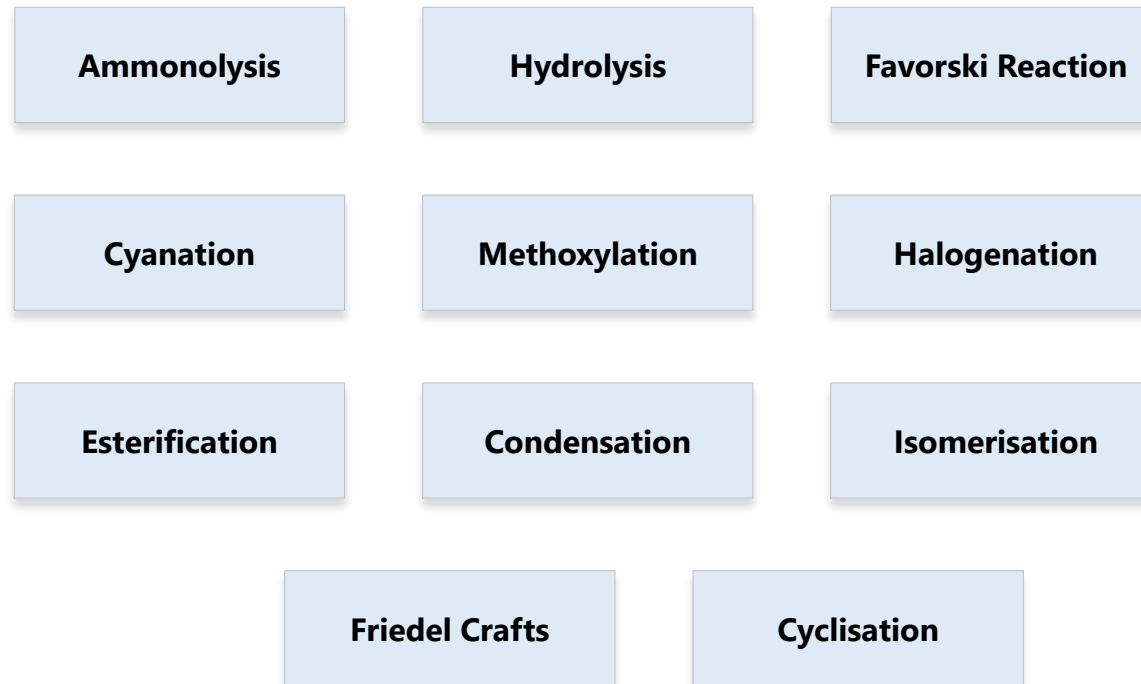 Ammonolysis
Hydrolysis
Favorski Reaction
Cyanation
Methoxylation
Halogenation
Esterification
Condensation
Isomerisation
Friedel Crafts
Cyclisation